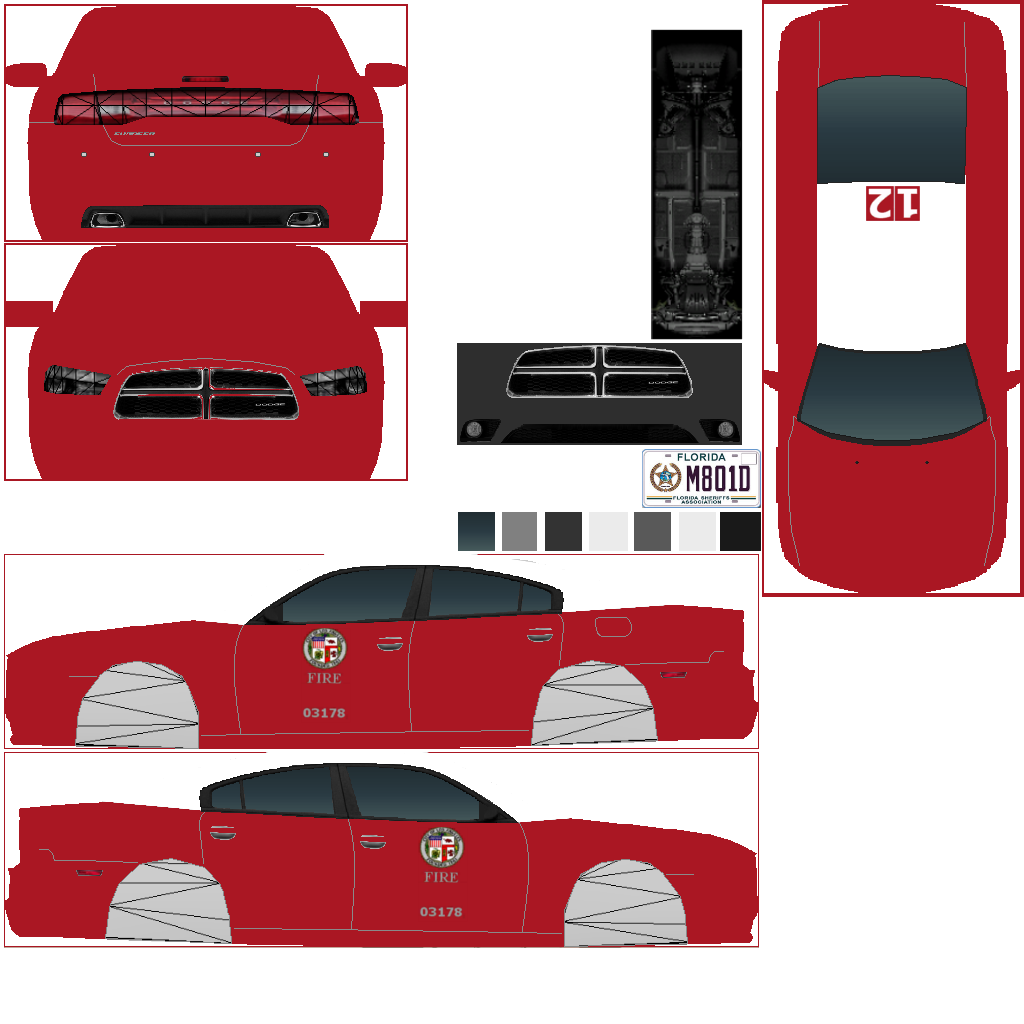 CHARGER
12
DODGE
DODGE
FLORIDA
M801D
FLORIDA SHERIFFS
ASSOCIATION
FIRE
03178
FIRE
03178